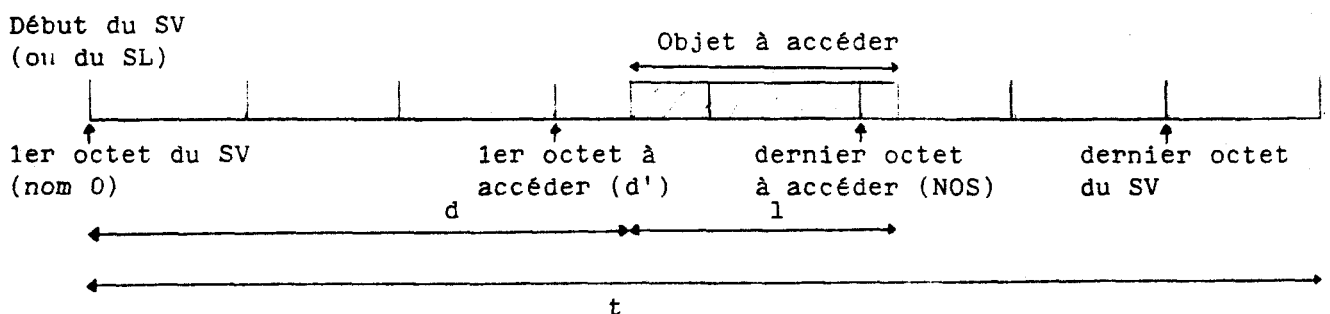 Début du SV
(ou du SL)
Objet à accéder
1er octet du SV
(nom 0)
1er octet à
accéder (d')
dernier octet
à accéder (NOS)
dernier octet
du SV
d
l
t